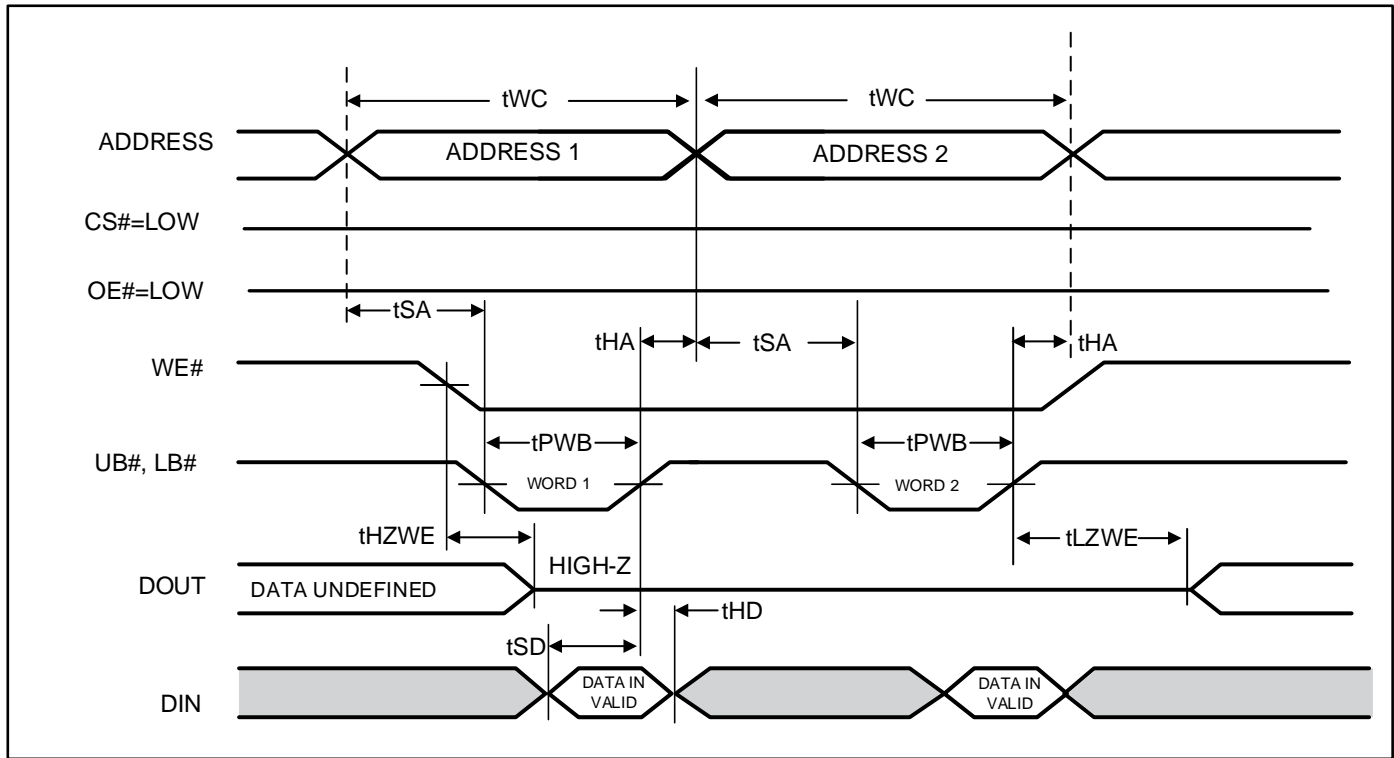 tWC tWC
ADDRESS ADDRESS 1 ADDRESS 2
CS#=LOW
OE#=LOW
tSA tHA tSA tHA
WE#
tPWB tPWB
UB#, LB# WORD 1 WORD 2
tHZWE tLZWE
HIGH-Z
DOUT DATA UNDEFINED
tHD
tSD
DIN DATA IN VALID DATA IN VALID